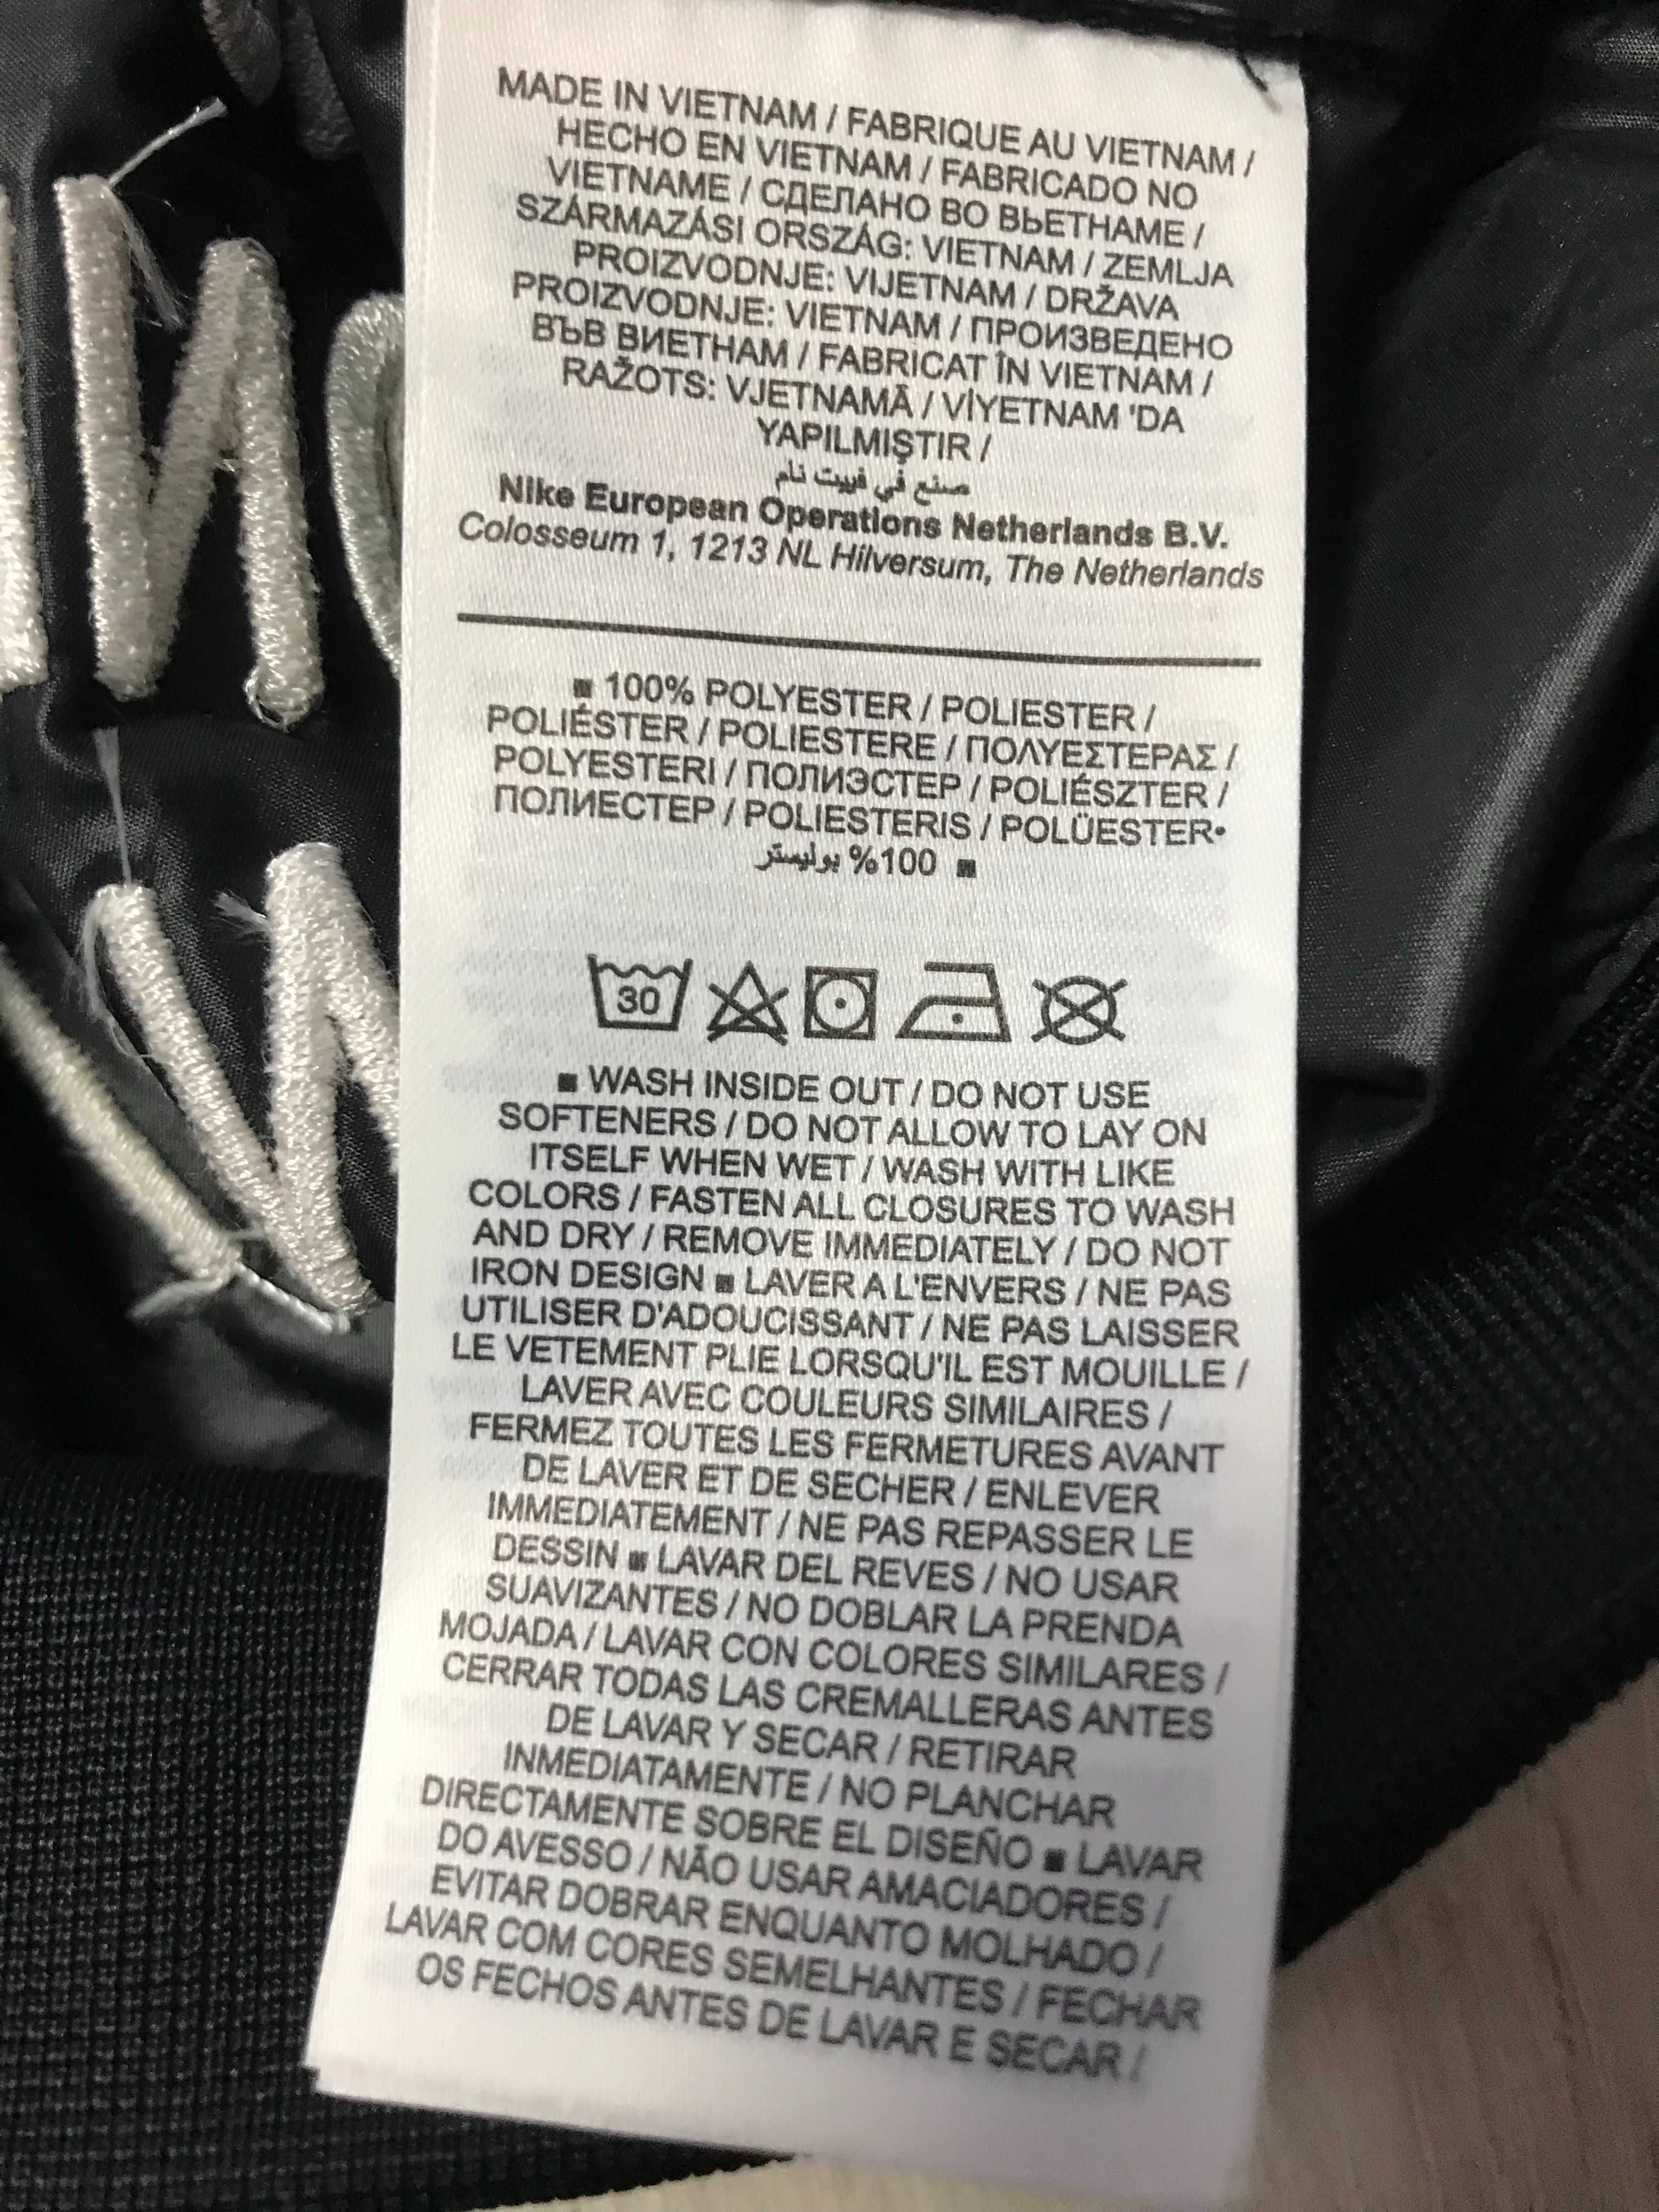 MADE IN VIETNAM / FABRIQUE AU VIETNAM /
HECHO EN VIETNAM / FABRICADO NO
VIETNAME / СДЕЛАНО ВО ВЬЕТНАМЕ /
SZÁRMAZÁSI ORSZÁG: VIETNAM / ZEMLJA
PROIZVODNJE: VIJETNAM / DRŽAVA
PROIZVODNJE: VIETNAM / ПРОИЗВЕДЕНО
ВЪВ ВИЕТНАМ / FABRICAT ÎN VIETNAM /
RAŽOTS: VJETNAMĀ / VİYETNAM 'DA
YAPILMIŞTIR /
صنع في فييت نام
Nike European Operations Netherlands B.V.
Colosseum 1, 1213 NL Hilversum, The Netherlands
■ 100% POLYESTER / POLIESTER /
POLIÉSTER / POLIESTERE / ΠΟΛΥΕΣΤΕΡΑΣ /
POLYESTERI / ПОЛИЭСТЕР / POLIÉSZTER /
ПОЛИЕСТЕР / POLIESTERIS / POLÜESTER•
100% بوليستر ■
30
■ WASH INSIDE OUT / DO NOT USE
SOFTENERS / DO NOT ALLOW TO LAY ON
ITSELF WHEN WET / WASH WITH LIKE
COLORS / FASTEN ALL CLOSURES TO WASH
AND DRY / REMOVE IMMEDIATELY / DO NOT
IRON DESIGN ■ LAVER A L'ENVERS / NE PAS
UTILISER D'ADOUCISSANT / NE PAS LAISSER
LE VETEMENT PLIE LORSQU'IL EST MOUILLE /
LAVER AVEC COULEURS SIMILAIRES /
FERMEZ TOUTES LES FERMETURES AVANT
DE LAVER ET DE SECHER / ENLEVER
IMMEDIATEMENT / NE PAS REPASSER LE
DESSIN ■ LAVAR DEL REVES / NO USAR
SUAVIZANTES / NO DOBLAR LA PRENDA
MOJADA / LAVAR CON COLORES SIMILARES /
CERRAR TODAS LAS CREMALLERAS ANTES
DE LAVAR Y SECAR / RETIRAR
INMEDIATAMENTE / NO PLANCHAR
DIRECTAMENTE SOBRE EL DISEÑO ■ LAVAR
DO AVESSO / NÃO USAR AMACIADORES /
EVITAR DOBRAR ENQUANTO MOLHADO /
LAVAR COM CORES SEMELHANTES / FECHAR
OS FECHOS ANTES DE LAVAR E SECAR /